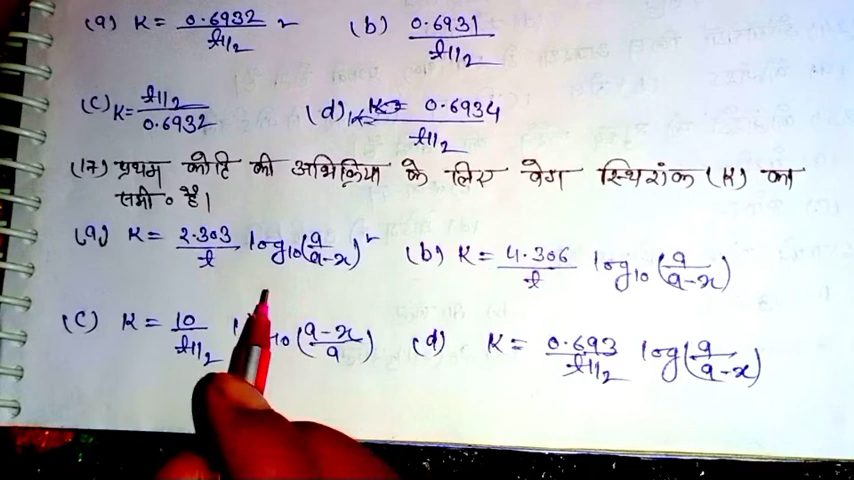 (a) K = 0.6932 / t1/2 (b) 0.6931 / t1/2
(c) K = t1/2 / 0.6932 (d) K = 0.6934 / t1/2
(17) प्रथम कोटि की अभिक्रिया के लिए वेग स्थिरांक (K) का
समी० है।
(a) K = 2.303 / t log10 (a / a-x) (b) K = 4.306 / t log10 (a / a-x)
(c) K = 10 / t1/2 10 (a-x / a) (d) K = 0.693 / t1/2 log (a / a-x)